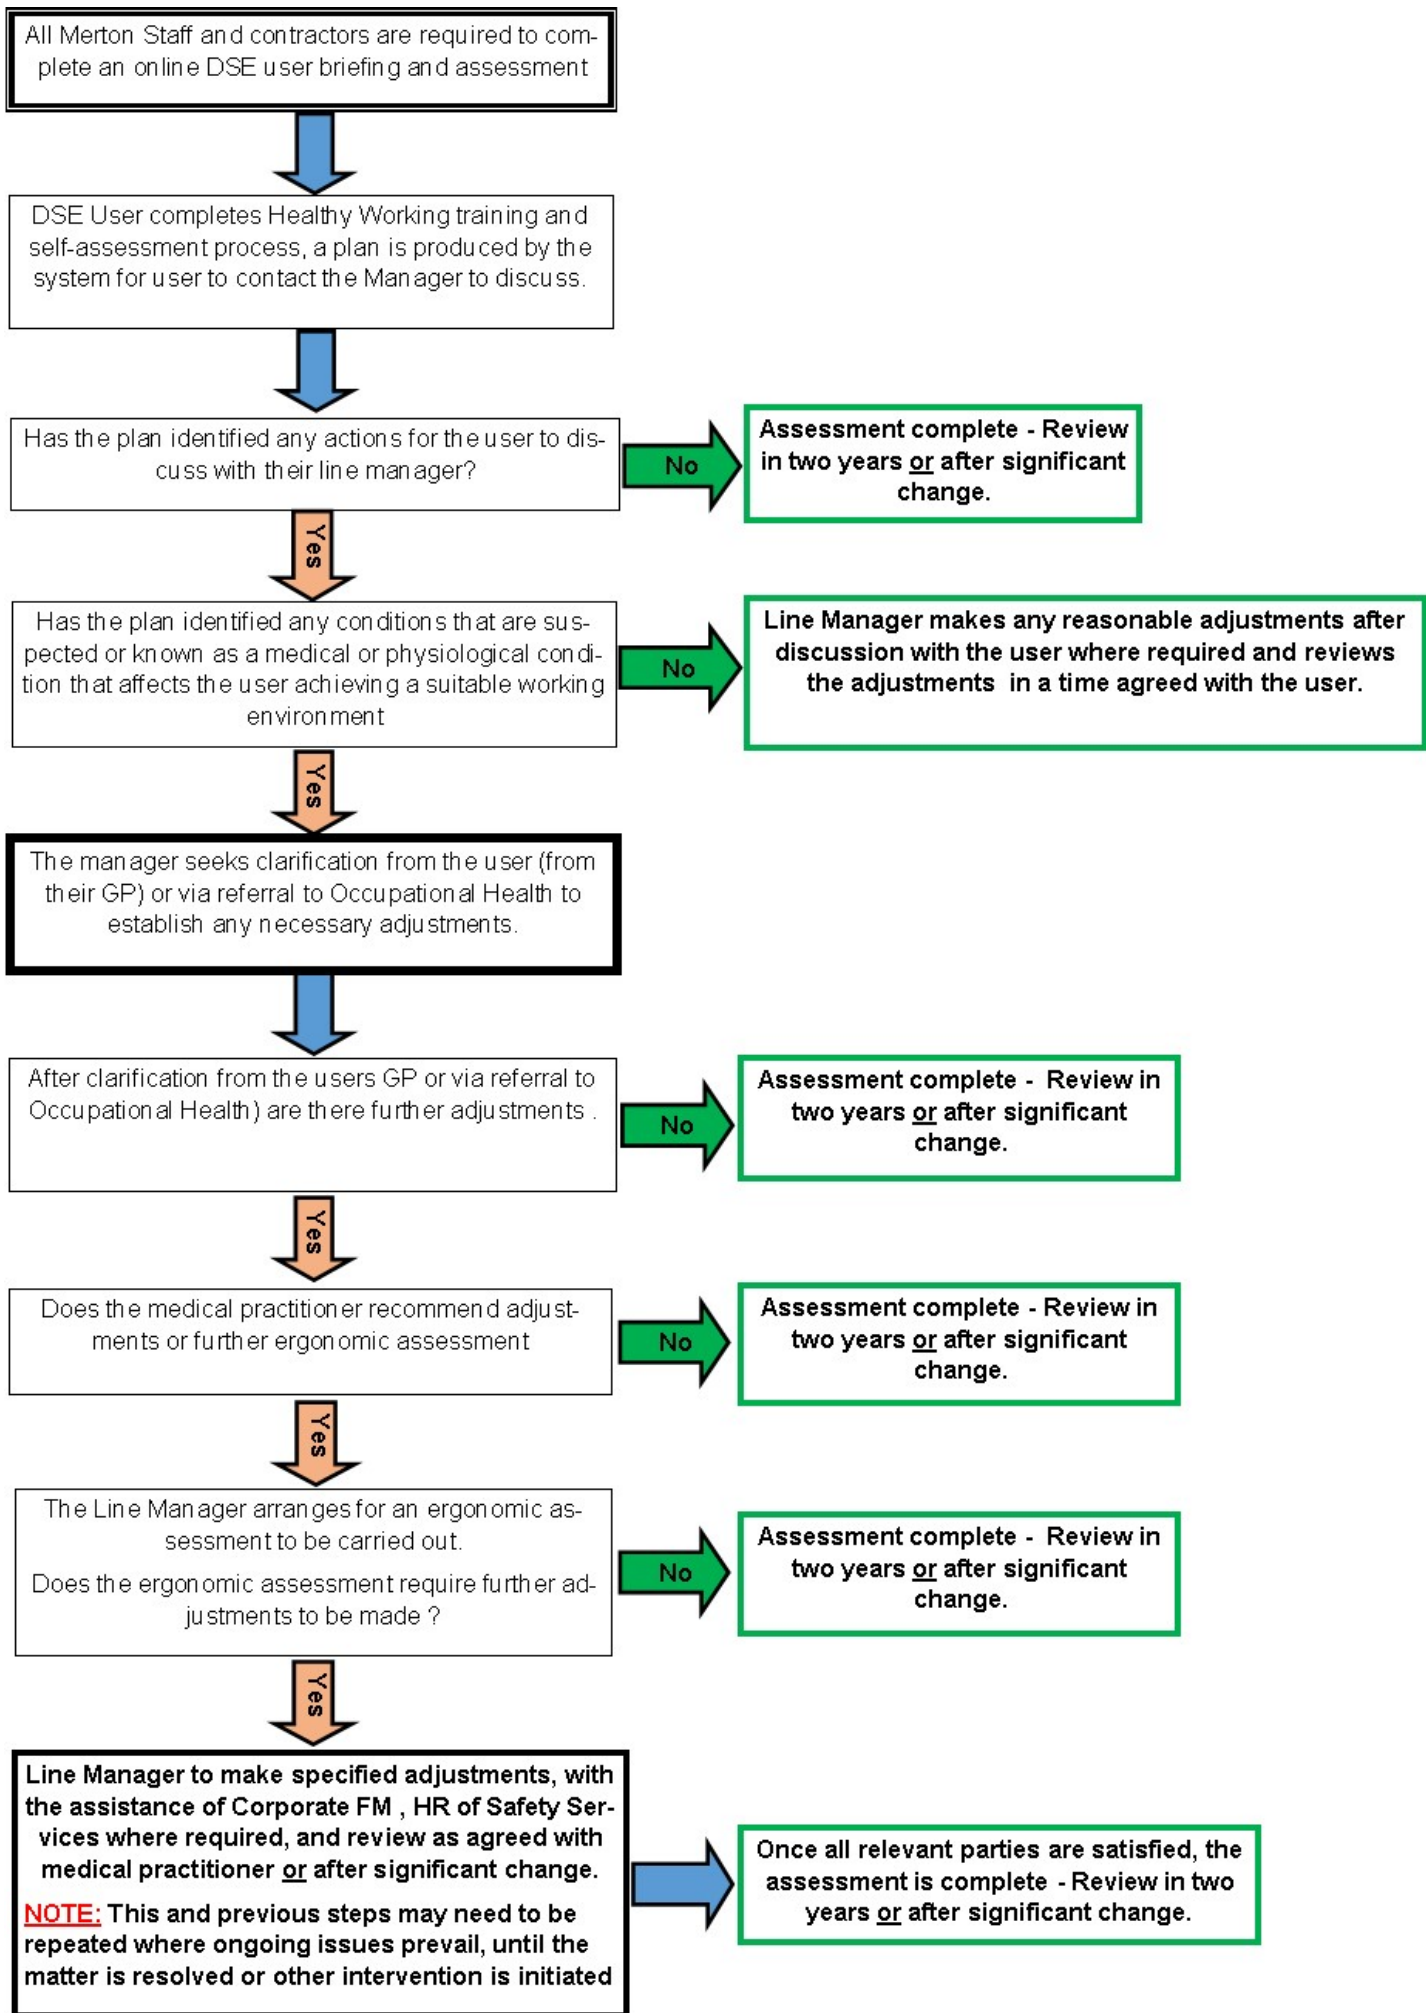 All Merton Staff and contractors are required to com-
plete an online DSE user briefing and assessment
DSE User completes Healthy Working training and
self-assessment process, a plan is produced by the
system for user to contact the Manager to discuss.
Has the plan identified any actions for the user to dis-
cuss with their line manager?
No
Assessment complete - Review
in two years or after significant
change.
Yes
Has the plan identified any conditions that are sus-
pected or known as a medical or physiological condi-
tion that affects the user achieving a suitable working
environment
No
Line Manager makes any reasonable adjustments after
discussion with the user where required and reviews
the adjustments in a time agreed with the user.
Yes
The manager seeks clarification from the user (from
their GP) or via referral to Occupational Health to
establish any necessary adjustments.
After clarification from the users GP or via referral to
Occupational Health) are there further adjustments .
No
Assessment complete - Review in
two years or after significant
change.
Yes
Does the medical practitioner recommend adjust-
ments or further ergonomic assessment
No
Assessment complete - Review in
two years or after significant
change.
Yes
The Line Manager arranges for an ergonomic as-
sessment to be carried out.
Does the ergonomic assessment require further ad-
justments to be made ?
No
Assessment complete - Review in
two years or after significant
change.
Yes
Line Manager to make specified adjustments, with
the assistance of Corporate FM , HR of Safety Ser-
vices where required, and review as agreed with
medical practitioner or after significant change.
NOTE: This and previous steps may need to be
repeated where ongoing issues prevail, until the
matter is resolved or other intervention is initiated
Once all relevant parties are satisfied, the
assessment is complete - Review in two
years or after significant change.